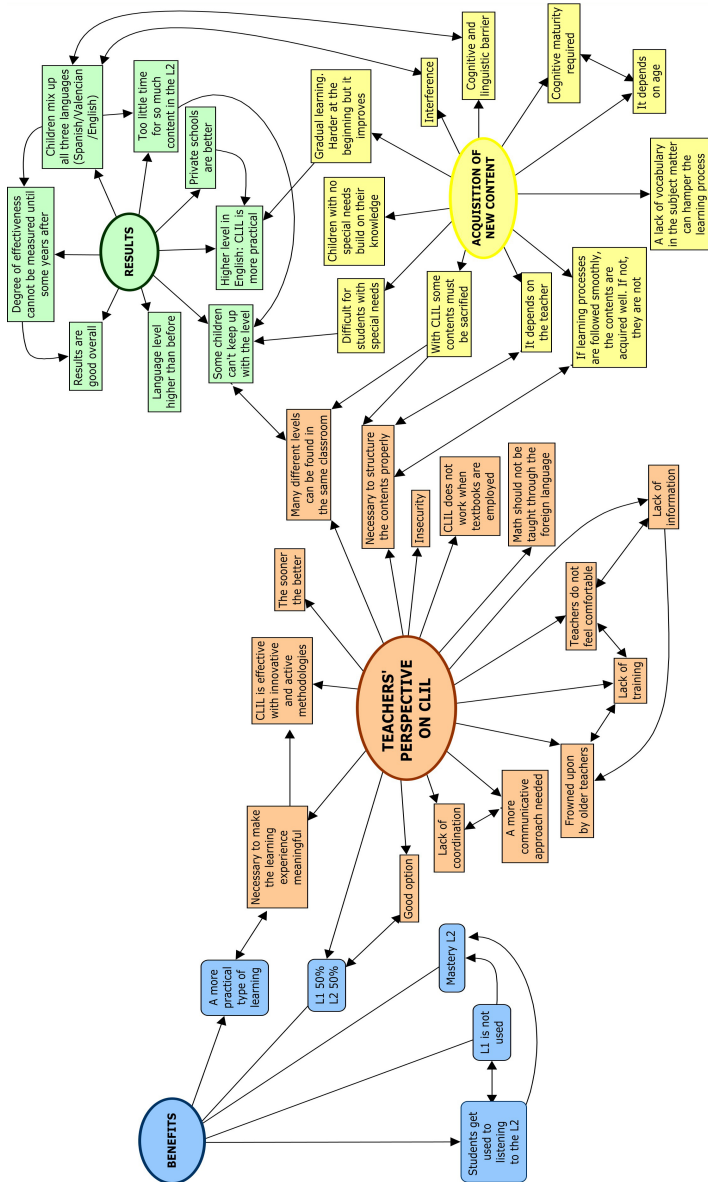 BENEFITS
A more
practical
type of
learning
L1 50%
L2 50%
Mastery L2
L1 is not
used
Students get
used to
listening
to the L2
TEACHERS'
PERSPECTIVE
ON CLIL
Necessary to make
the learning
experience
meaningful
CLIL is effective
with innovative
and active
methodologies
The sooner
the better
Many different levels
can be found in
the same classroom
Necessary to structure
the contents properly
Insecurity
CLIL does not
work when
textbooks are
employed
Math should not be
taught through the
foreign language
Lack of
information
Teachers do not
feel comfortable
Lack of
training
Frowned upon
by older teachers
A more
communicative
approach needed
Lack of
coordination
Good option
RESULTS
Results are
good overall
Degree of effectiveness
cannot be measured until
some years after
Children mix up
all three languages
(Spanish/Valencian
/English)
Too little time
for so much
content in the L2
Private schools
are better
Higher level in
English: CLIL is
more practical
Some children
can't keep up
with the level
Language level
higher than before
ACQUISITION OF
NEW CONTENT
Difficult for
students with
special needs
Children with no
special needs
build on their
knowledge
Gradual learning.
Harder at the
beginning but it
improves
Interference
Cognitive and
linguistic barrier
Cognitive maturity
required
It depends
on age
A lack of vocabulary
in the subject matter
can hamper the
learning process
If learning processes
are followed smoothly,
the contents are
acquired well. If not,
they are not
It depends on
the teacher
With CLIL some
contents must
be sacrified